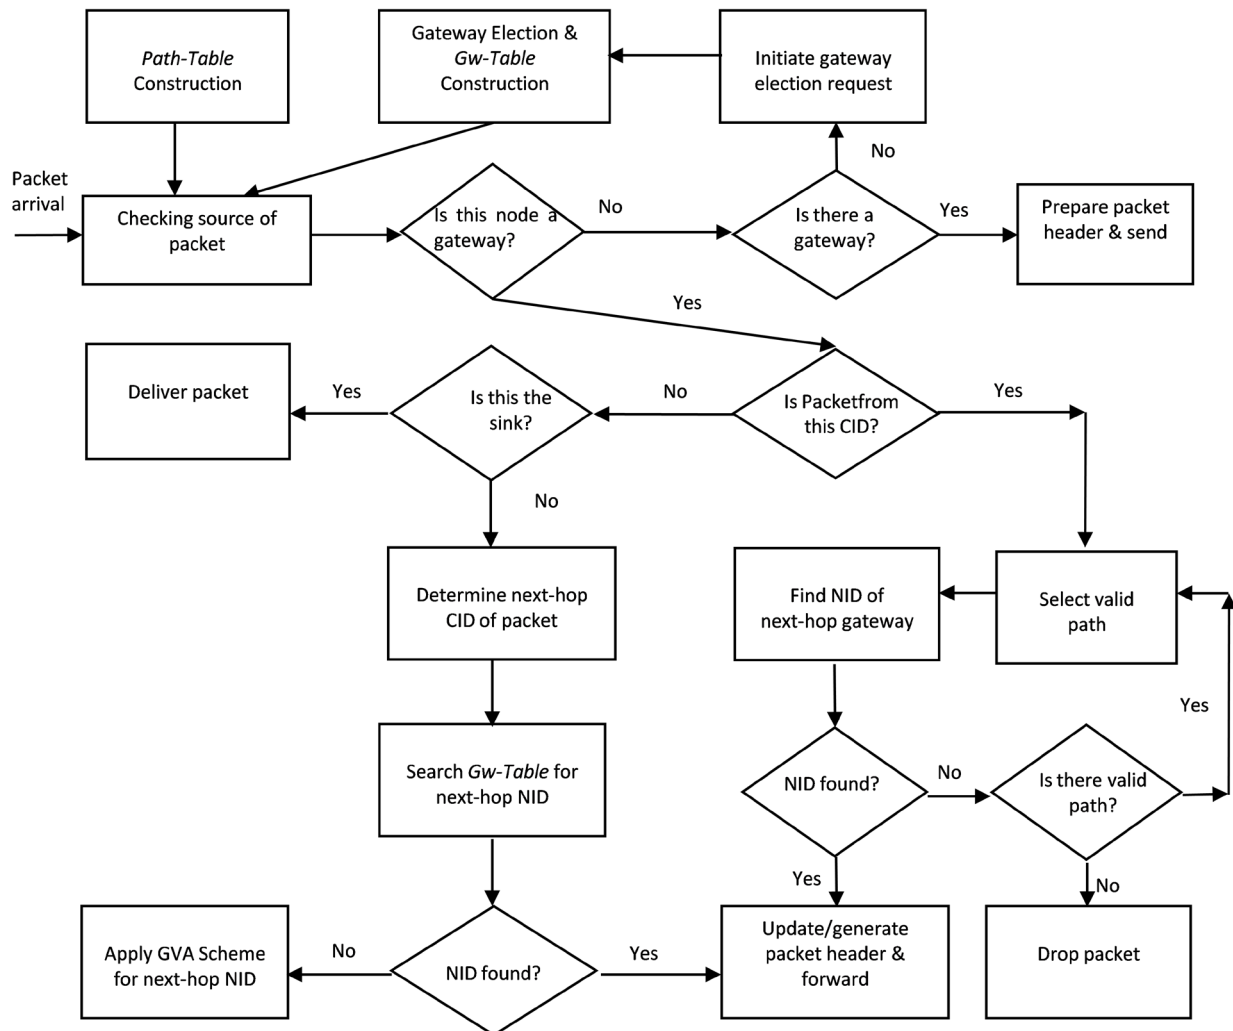 Path-Table
Construction
Gateway Election &
Gw-Table
Construction
Initiate gateway
election request
No
Packet
arrival
Checking source of
packet
Is this node a
gateway?
No
Is there a
gateway?
Yes
Prepare packet
header & send
Yes
Deliver packet
Yes
Is this the
sink?
No
Is Packetfrom
this CID?
Yes
No
Determine next-hop
CID of packet
Find NID of
next-hop gateway
Select valid
path
Yes
Search Gw-Table for
next-hop NID
NID found?
No
Is there valid
path?
Yes
No
Apply GVA Scheme
for next-hop NID
No
NID found?
Yes
Update/generate
packet header &
forward
Drop packet